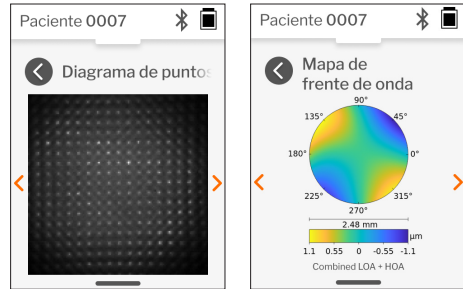 Paciente 0007
Diagrama de puntos
Paciente 0007
Mapa de
frente de onda
90°
135°
45°
180°
0°
225°
315°
270°
2.48 mm
µm
1.1 0.55 0 -0.55 -1.1
Combined LOA + HOA